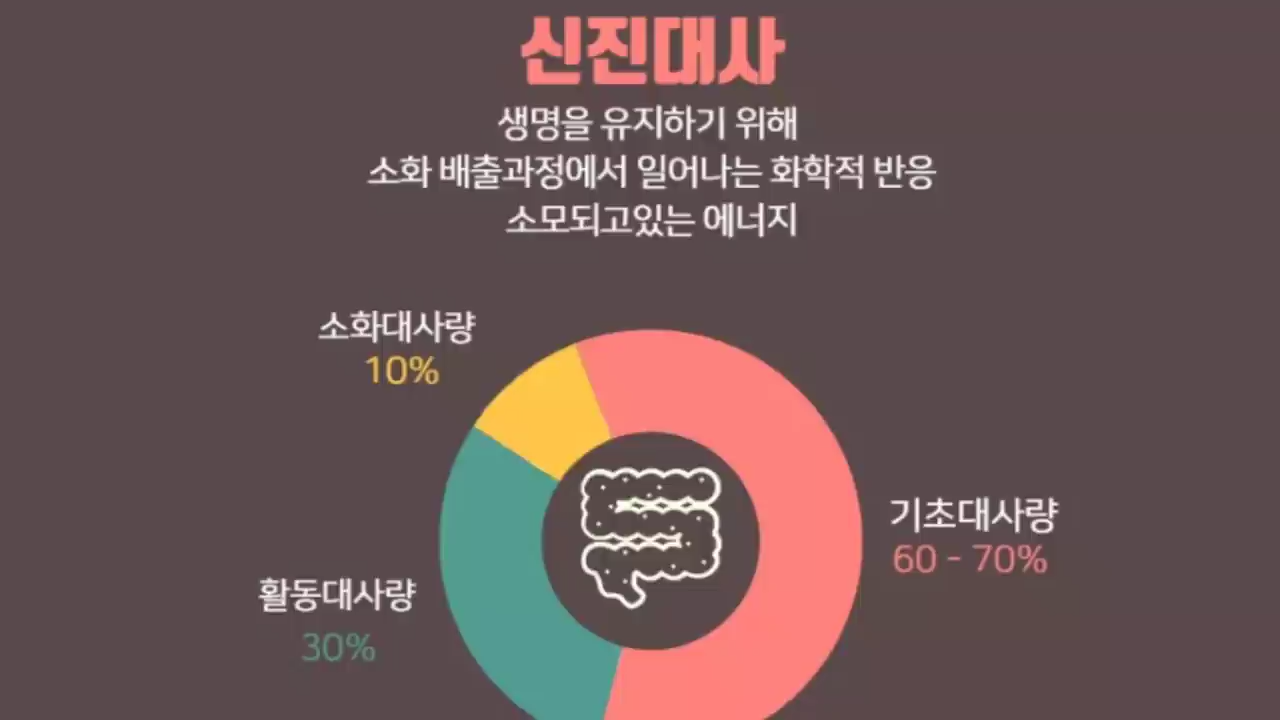 신진대사
생명을 유지하기 위해
소화 배출과정에서 일어나는 화학적 반응
소모되고있는 에너지
소화대사량
10%
기초대사량
60 - 70%
활동대사량
30%